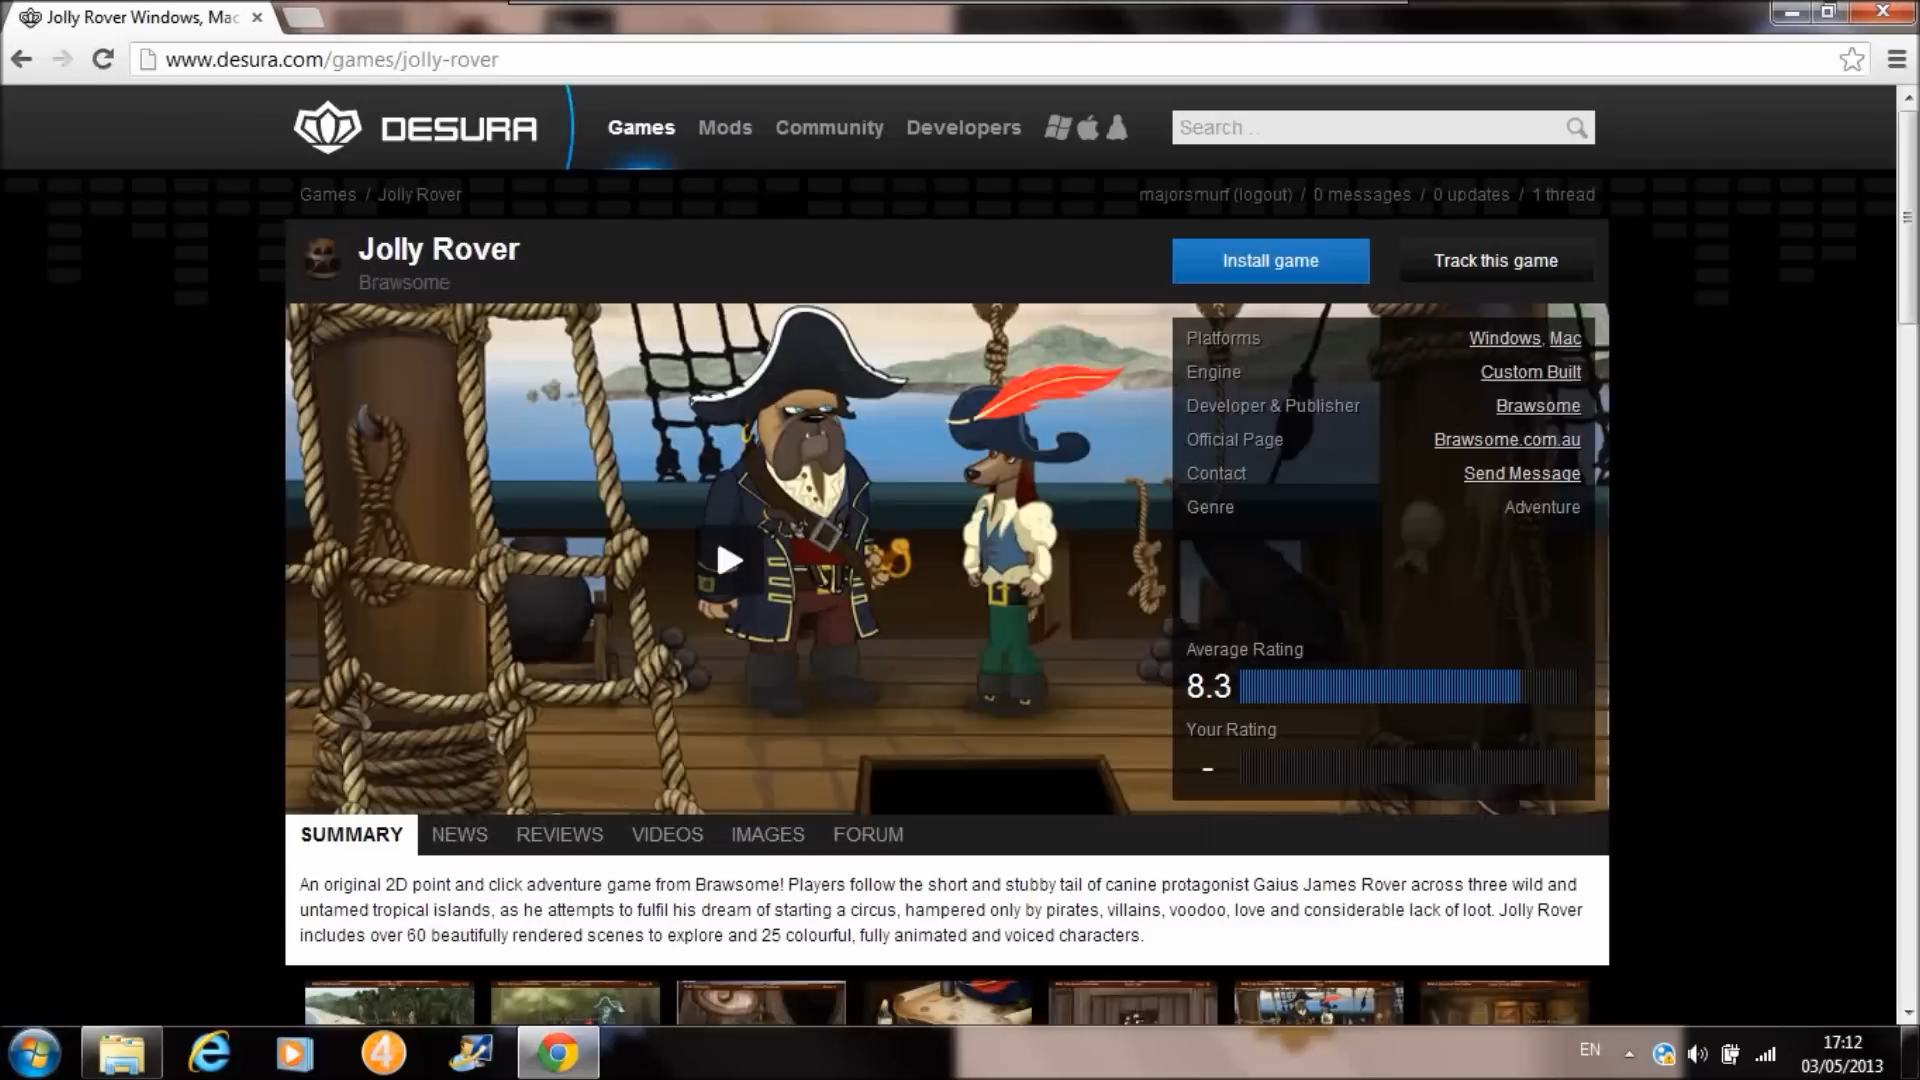 Jolly Rover Windows, Mac
www.desura.com/games/jolly-rover
DESURA
Games Mods Community Developers
Search ...
Games / Jolly Rover
majorsmurf (logout) / 0 messages / 0 updates / 1 thread
Jolly Rover
Brawsome
Install game
Track this game
Platforms Windows, Mac
Engine Custom Built
Developer & Publisher Brawsome
Official Page Brawsome.com.au
Contact Send Message
Genre Adventure
Average Rating
8.3
Your Rating
-
SUMMARY NEWS REVIEWS VIDEOS IMAGES FORUM
An original 2D point and click adventure game from Brawsome! Players follow the short and stubby tail of canine protagonist Gaius James Rover across three wild and
untamed tropical islands, as he attempts to fulfil his dream of starting a circus, hampered only by pirates, villains, voodoo, love and considerable lack of loot. Jolly Rover
includes over 60 beautifully rendered scenes to explore and 25 colourful, fully animated and voiced characters.
4
EN
17:12
03/05/2013